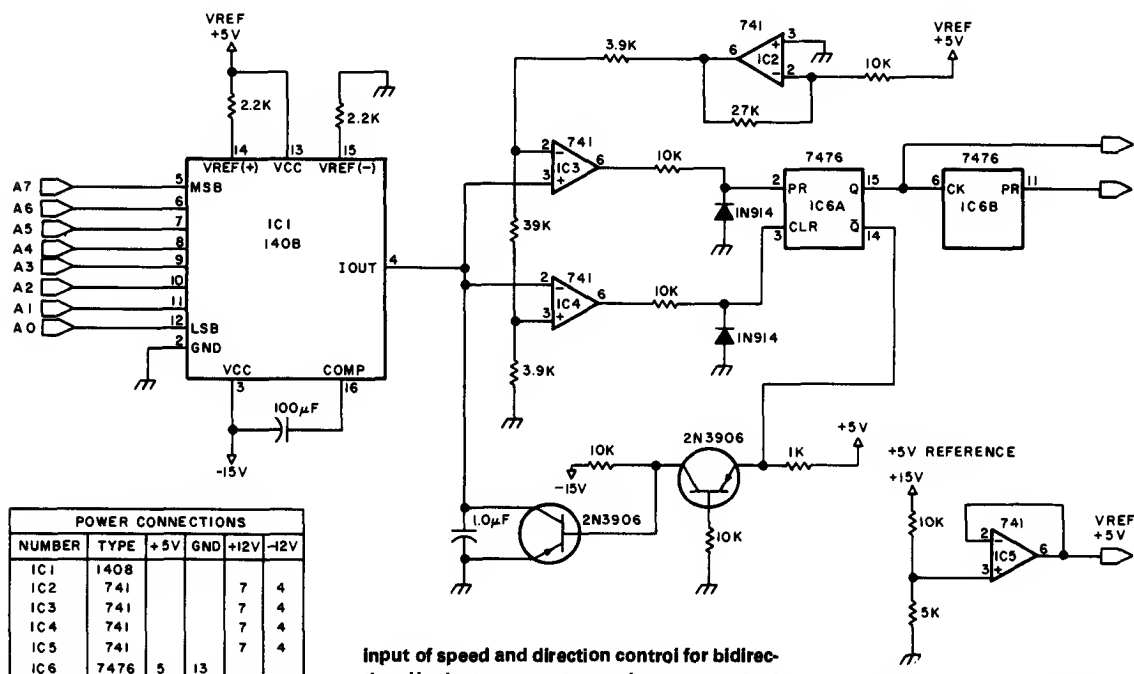 VREF
+5V
2.2K
2.2K
14
13
15
VREF(+)
VCC
VREF(-)
A7
A6
A5
A4
A3
A2
A1
A0
5
6
7
8
9
10
11
12
2
MSB
LSB
GND
IC1
1408
IOUT
4
VCC
COMP
3
16
100µF
-15V
3.9K
741
6
3
+
IC2
-
2
27K
10K
VREF
+5V
741
2
-
IC3
3
+
6
10K
39K
741
2
-
IC4
3
+
6
10K
3.9K
1N914
1N914
7476
2
PR
Q
15
IC6A
CLR
3
Q̅
14
7476
6
CK
PR
11
IC6B
1.0µF
2N3906
-15V
10K
2N3906
10K
1K
+5V
+5V REFERENCE
+15V
10K
5K
741
2
-
IC5
3
+
6
VREF
+5V
POWER CONNECTIONS
NUMBER TYPE +5V GND +12V -12V
IC1 1408
IC2 741 7 4
IC3 741 7 4
IC4 741 7 4
IC5 741 7 4
IC6 7476 5 13
input of speed and direction control for bidirec-